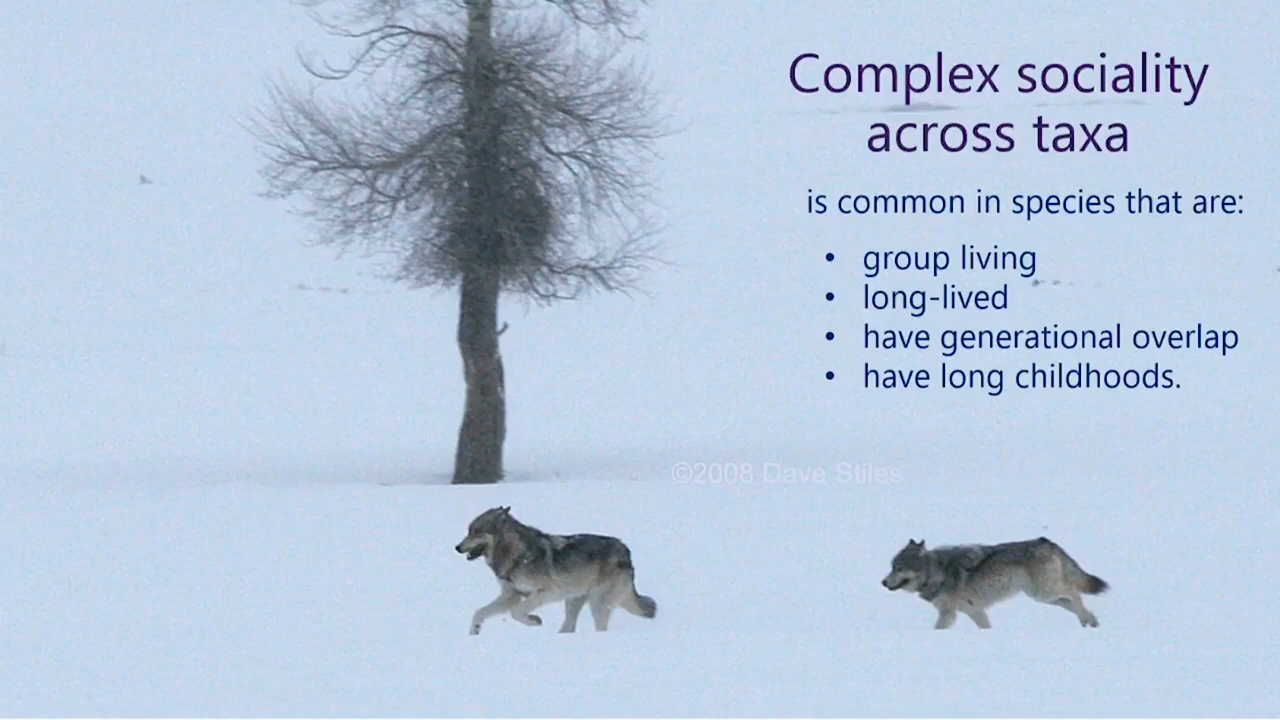 Complex sociality
across taxa
is common in species that are:
• group living
• long-lived
• have generational overlap
• have long childhoods.
©2008 Dave Stiles